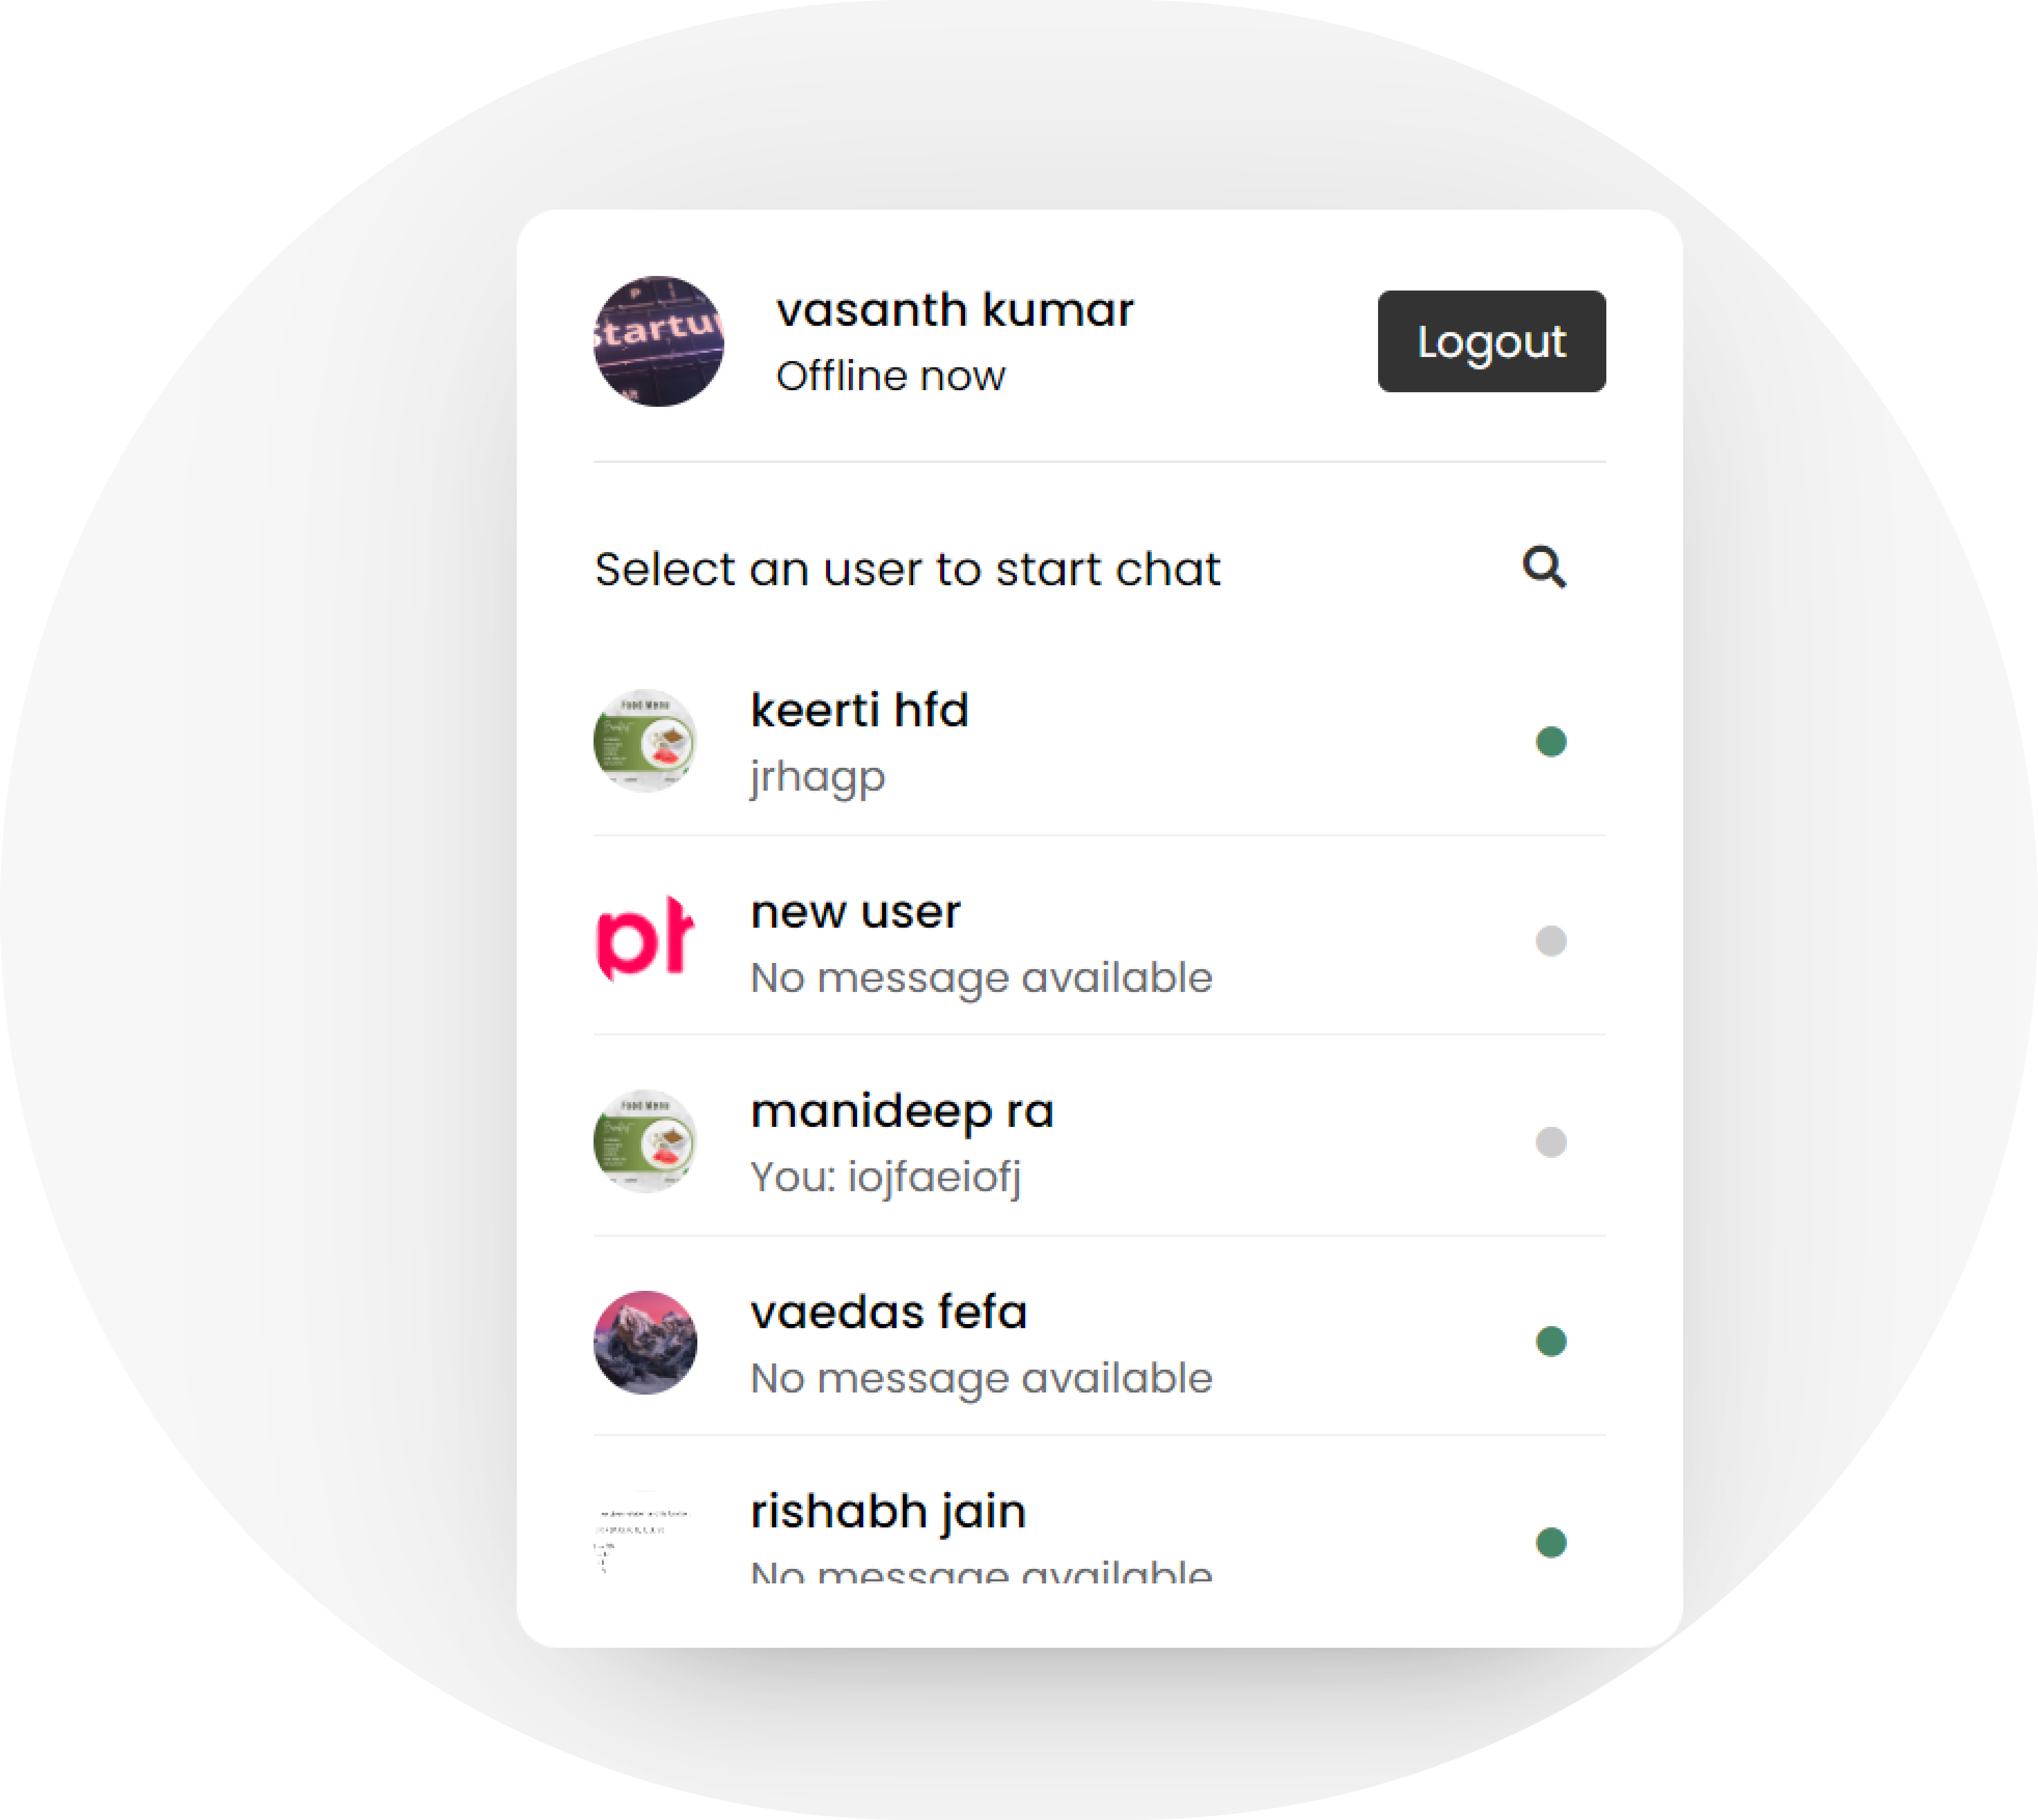 Startu
vasanth kumar
Offline now
Logout
Select an user to start chat
Food Menu
keerti hfd
jrhagp
new user
No message available
Food Menu
manideep ra
You: iojfaeiofj
vaedas fefa
No message available
rishabh jain
No message available